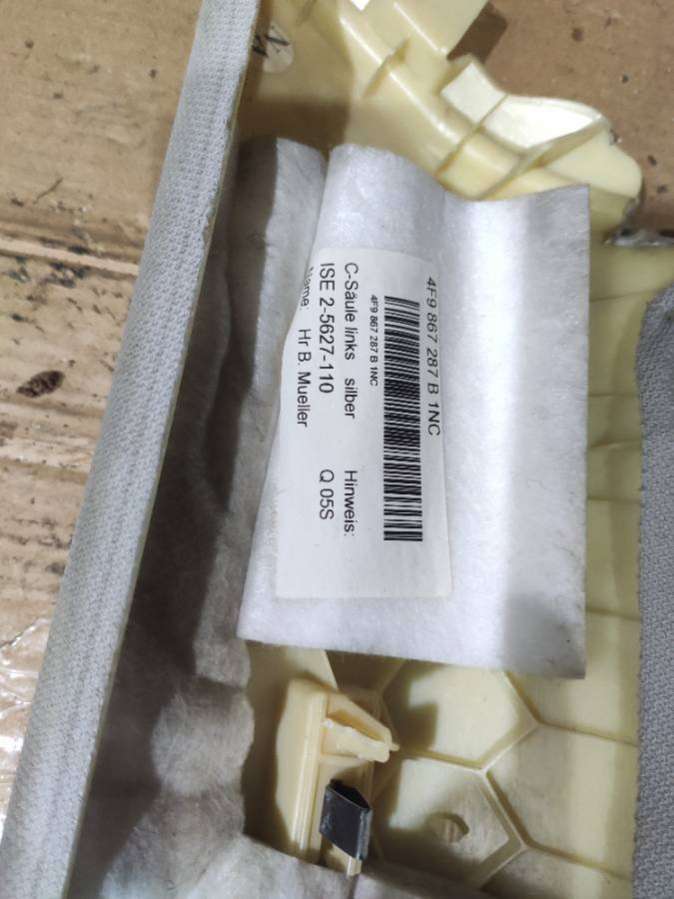 4F9 867 287 B 1NC
4F9 867 287 B 1NC
C-Säule links silber Hinweis:
ISE 2-5627-110 Q 05S
Name: Hr B. Mueller